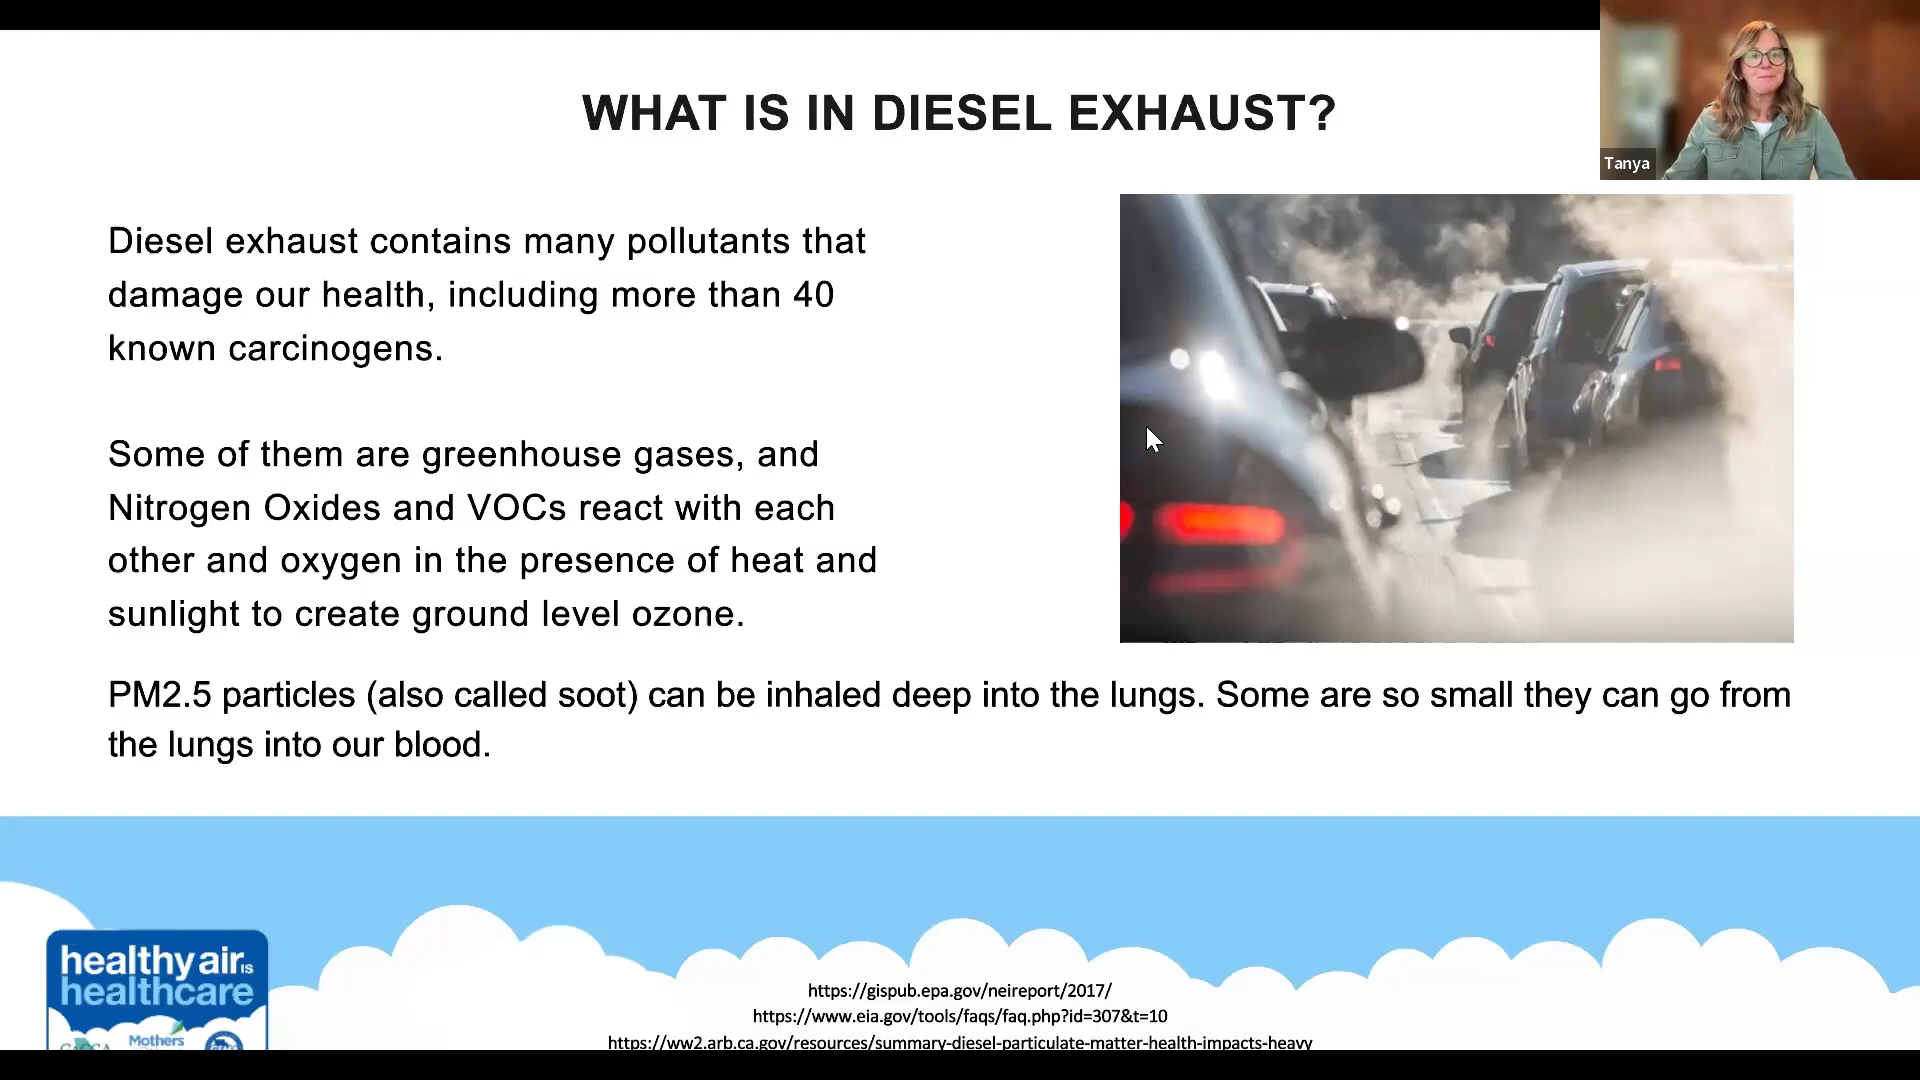 WHAT IS IN DIESEL EXHAUST?
Tanya
Diesel exhaust contains many pollutants that
damage our health, including more than 40
known carcinogens.
Some of them are greenhouse gases, and
Nitrogen Oxides and VOCs react with each
other and oxygen in the presence of heat and
sunlight to create ground level ozone.
PM2.5 particles (also called soot) can be inhaled deep into the lungs. Some are so small they can go from
the lungs into our blood.
healthy air is
healthcare
Mothers
https://gispub.epa.gov/neireport/2017/
https://www.eia.gov/tools/faqs/faq.php?id=307&t=10
https://ww2.arb.ca.gov/resources/summary-diesel-particulate-matter-health-impacts-heavy